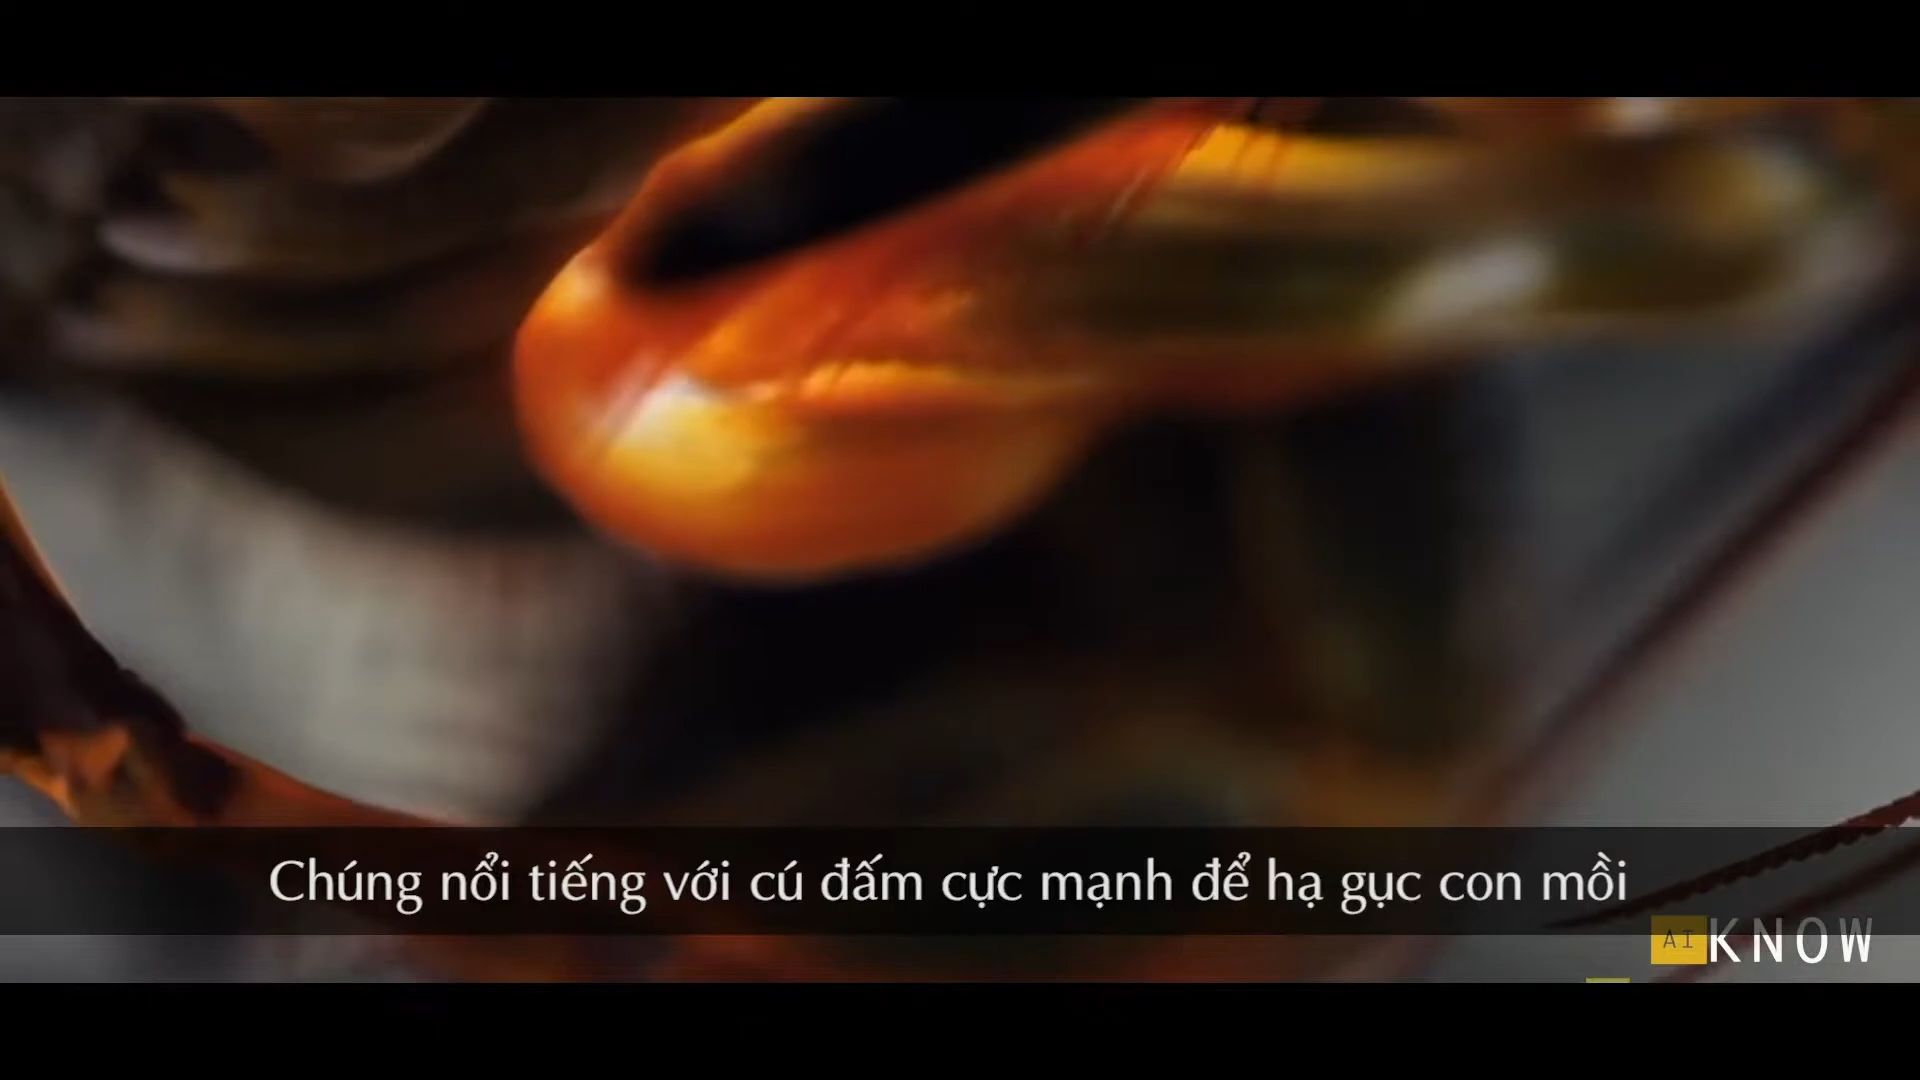 Chúng nổi tiếng với cú đấm cực mạnh để hạ gục con mồi
AI KNOW